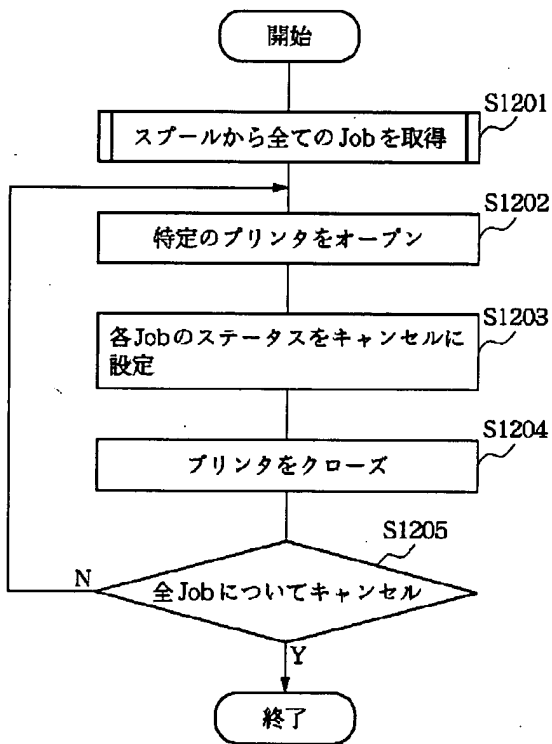 開始
S1201
スプールから全てのJobを取得
S1202
特定のプリンタをオープン
S1203
各Jobのステータスをキャンセルに
設定
S1204
プリンタをクローズ
S1205
全Jobについてキャンセル
N
Y
終了